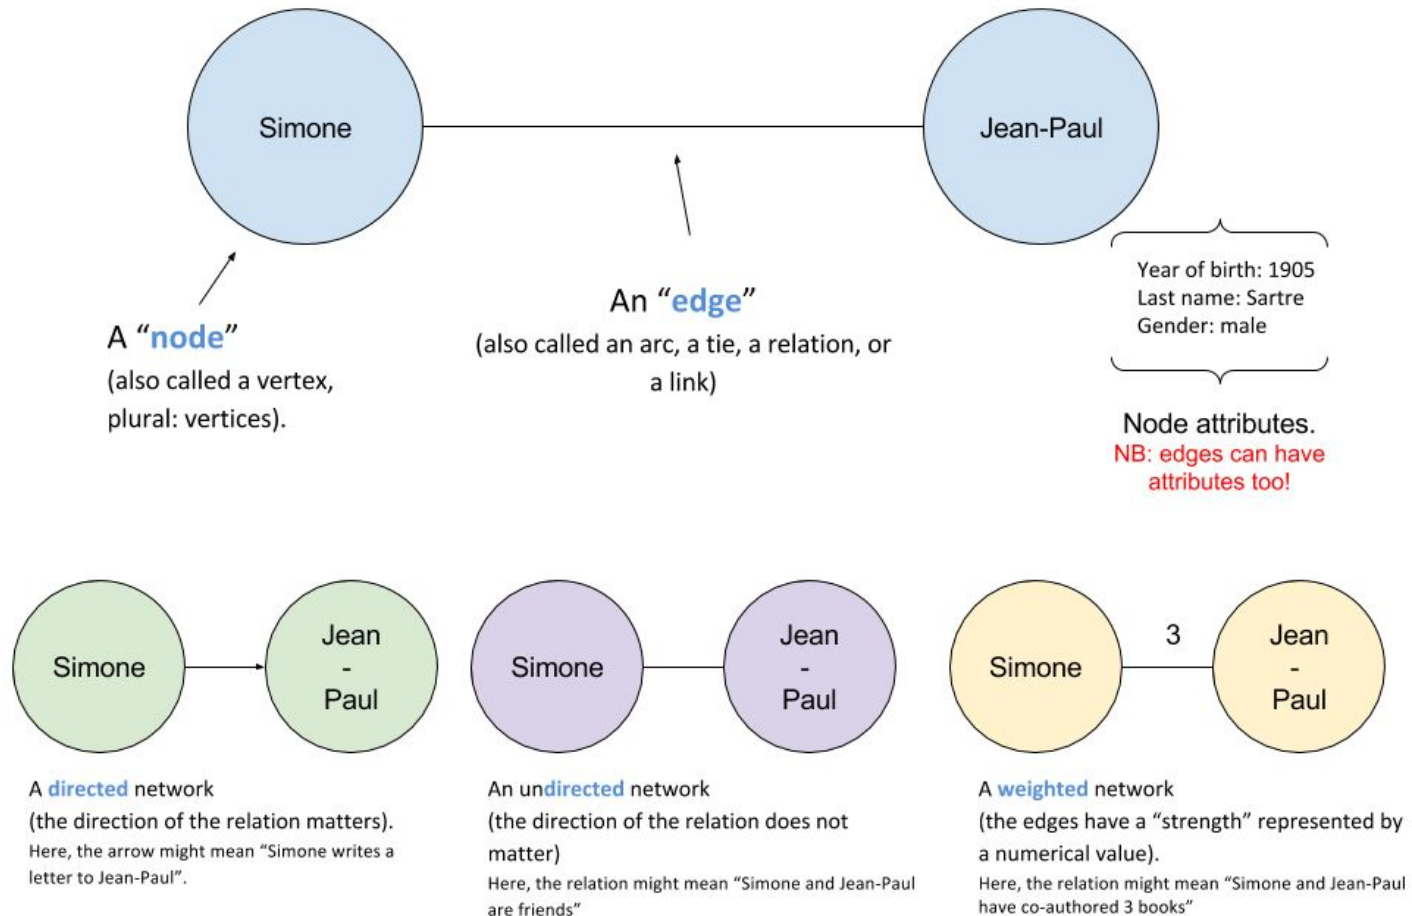 Simone
Jean-Paul
A “node”
(also called a vertex,
plural: vertices).
An “edge”
(also called an arc, a tie, a relation, or
a link)
Year of birth: 1905
Last name: Sartre
Gender: male
Node attributes.
NB: edges can have
attributes too!
Simone
Jean
-
Paul
A directed network
(the direction of the relation matters).
Here, the arrow might mean “Simone writes a
letter to Jean-Paul”.
Simone
Jean
-
Paul
An undirected network
(the direction of the relation does not
matter)
Here, the relation might mean “Simone and Jean-Paul
are friends”
Simone
3
Jean
-
Paul
A weighted network
(the edges have a “strength” represented by
a numerical value).
Here, the relation might mean “Simone and Jean-Paul
have co-authored 3 books”